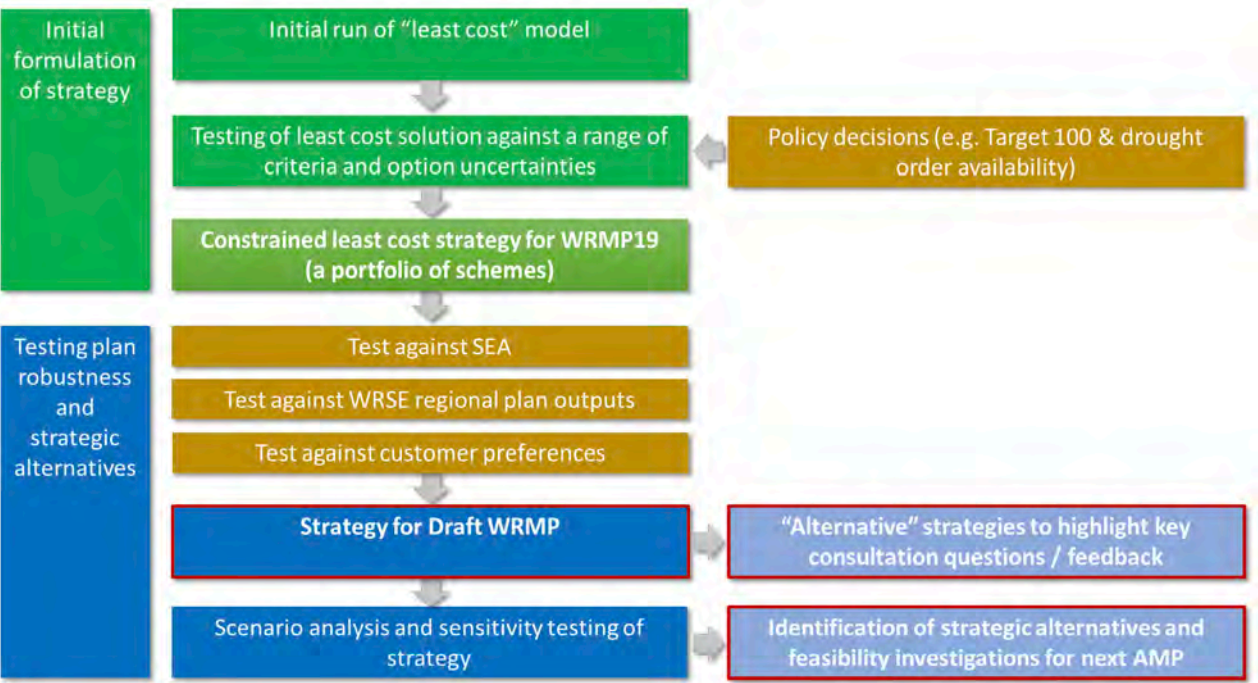 Initial
formulation
of strategy
Initial run of “least cost” model
Testing of least cost solution against a range of
criteria and option uncertainties
Policy decisions (e.g. Target 100 & drought
order availability)
Constrained least cost strategy for WRMP19
(a portfolio of schemes)
Testing plan
robustness
and
strategic
alternatives
Test against SEA
Test against WRSE regional plan outputs
Test against customer preferences
Strategy for Draft WRMP
“Alternative” strategies to highlight key
consultation questions / feedback
Scenario analysis and sensitivity testing of
strategy
Identification of strategic alternatives and
feasibility investigations for next AMP